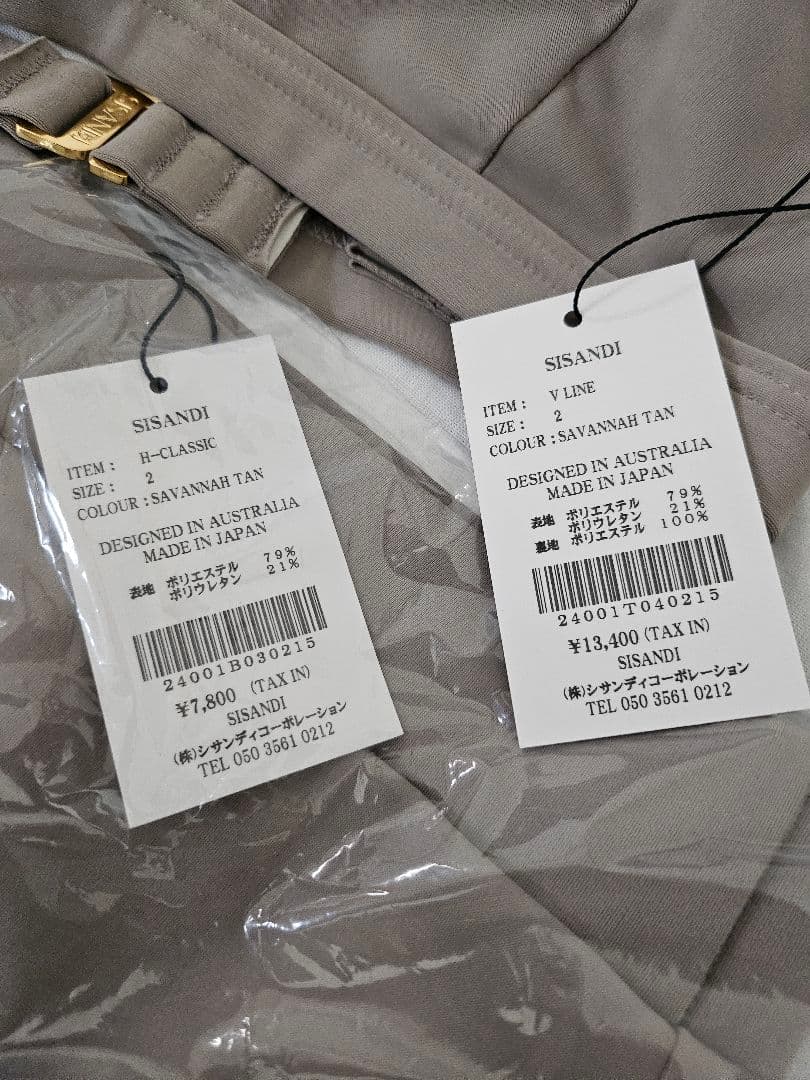 SISANDI
SISANDI
ITEM : H-CLASSIC
SIZE : 2
COLOUR : SAVANNAH TAN
DESIGNED IN AUSTRALIA
MADE IN JAPAN
表地 ポリエステル 79%
ポリウレタン 21%
24001B030215
¥7,800 (TAX IN)
SISANDI
(株)シサンディコーポレーション
TEL 050 3561 0212
SISANDI
ITEM : V LINE
SIZE : 2
COLOUR : SAVANNAH TAN
DESIGNED IN AUSTRALIA
MADE IN JAPAN
表地 ポリエステル 79%
ポリウレタン 21%
裏地 ポリエステル 100%
24001T040215
¥13,400 (TAX IN)
SISANDI
(株)シサンディコーポレーション
TEL 050 3561 0212